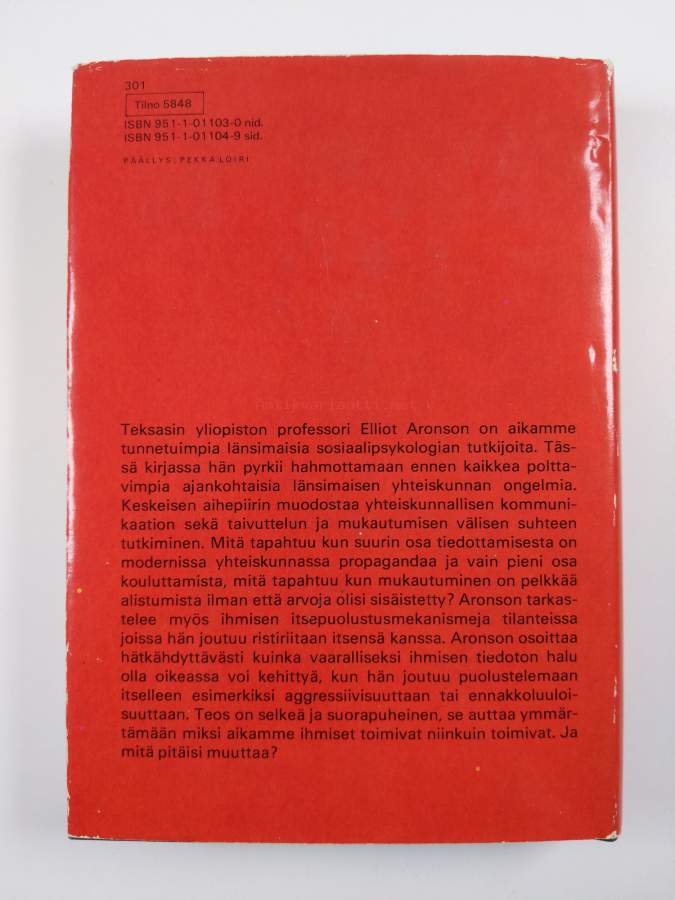 301
Tilno 5848
ISBN 951-1-01103-0 nid.
ISBN 951-1-01104-9 sid.
PÄÄLLYS: PEKKA LOIRI
antikvariaatti.net
Teksasin yliopiston professori Elliot Aronson on aikamme
tunnetuimpia länsimaisia sosiaalipsykologian tutkijoita. Täs-
sä kirjassa hän pyrkii hahmottamaan ennen kaikkea poltta-
vimpia ajankohtaisia länsimaisen yhteiskunnan ongelmia.
Keskeisen aihepiirin muodostaa yhteiskunnallisen kommuni-
kaation sekä taivuttelun ja mukautumisen välisen suhteen
tutkiminen. Mitä tapahtuu kun suurin osa tiedottamisesta on
modernissa yhteiskunnassa propagandaa ja vain pieni osa
kouluttamista, mitä tapahtuu kun mukautuminen on pelkkää
alistumista ilman että arvoja olisi sisäistetty? Aronson tarkas-
telee myös ihmisen itsepuolustusmekanismeja tilanteissa
joissa hän joutuu ristiriitaan itsensä kanssa. Aronson osoittaa
hätkähdyttävästi kuinka vaaralliseksi ihmisen tiedoton halu
olla oikeassa voi kehittyä, kun hän joutuu puolustelemaan
itselleen esimerkiksi aggressiivisuuttaan tai ennakkoluuloi-
suuttaan. Teos on selkeä ja suorapuheinen, se auttaa ymmär-
tämään miksi aikamme ihmiset toimivat niinkuin toimivat. Ja
mitä pitäisi muuttaa?